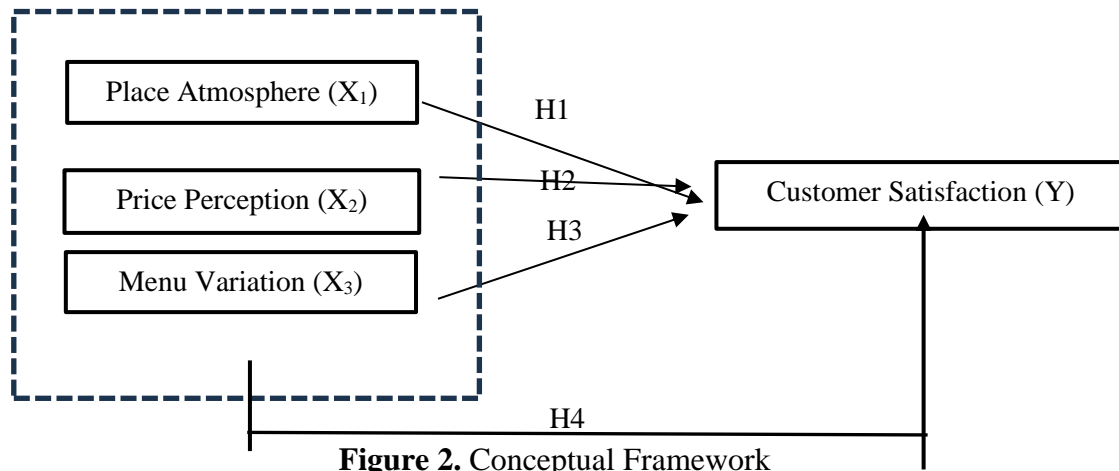 Place Atmosphere (X₁)
H1
Price Perception (X₂)
H2
Customer Satisfaction (Y)
H3
Menu Variation (X₃)
H4
Figure 2. Conceptual Framework